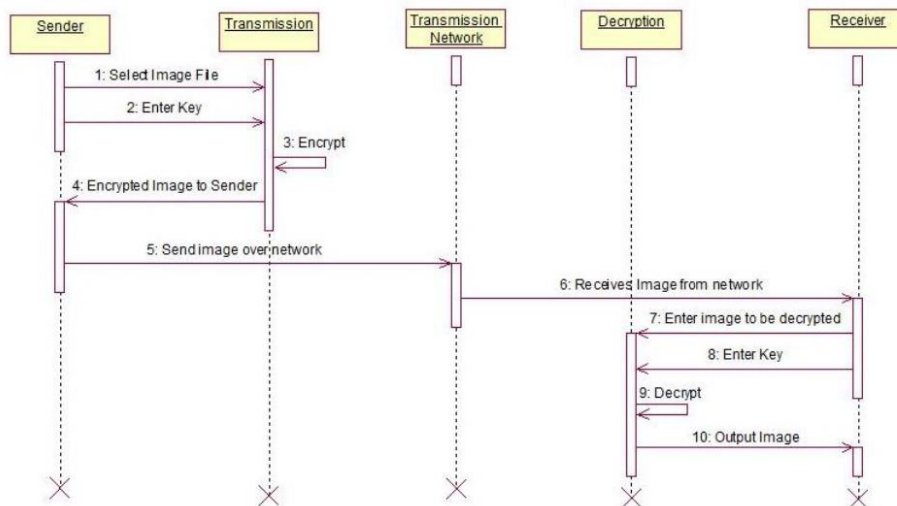 Sender
Transmission
Transmission
Network
Decryption
Receiver
1: Select Image File
2: Enter Key
3: Encrypt
4: Encrypted Image to Sender
5: Send image over network
6: Receives Image from network
7: Enter image to be decrypted
8: Enter Key
9: Decrypt
10: Output Image